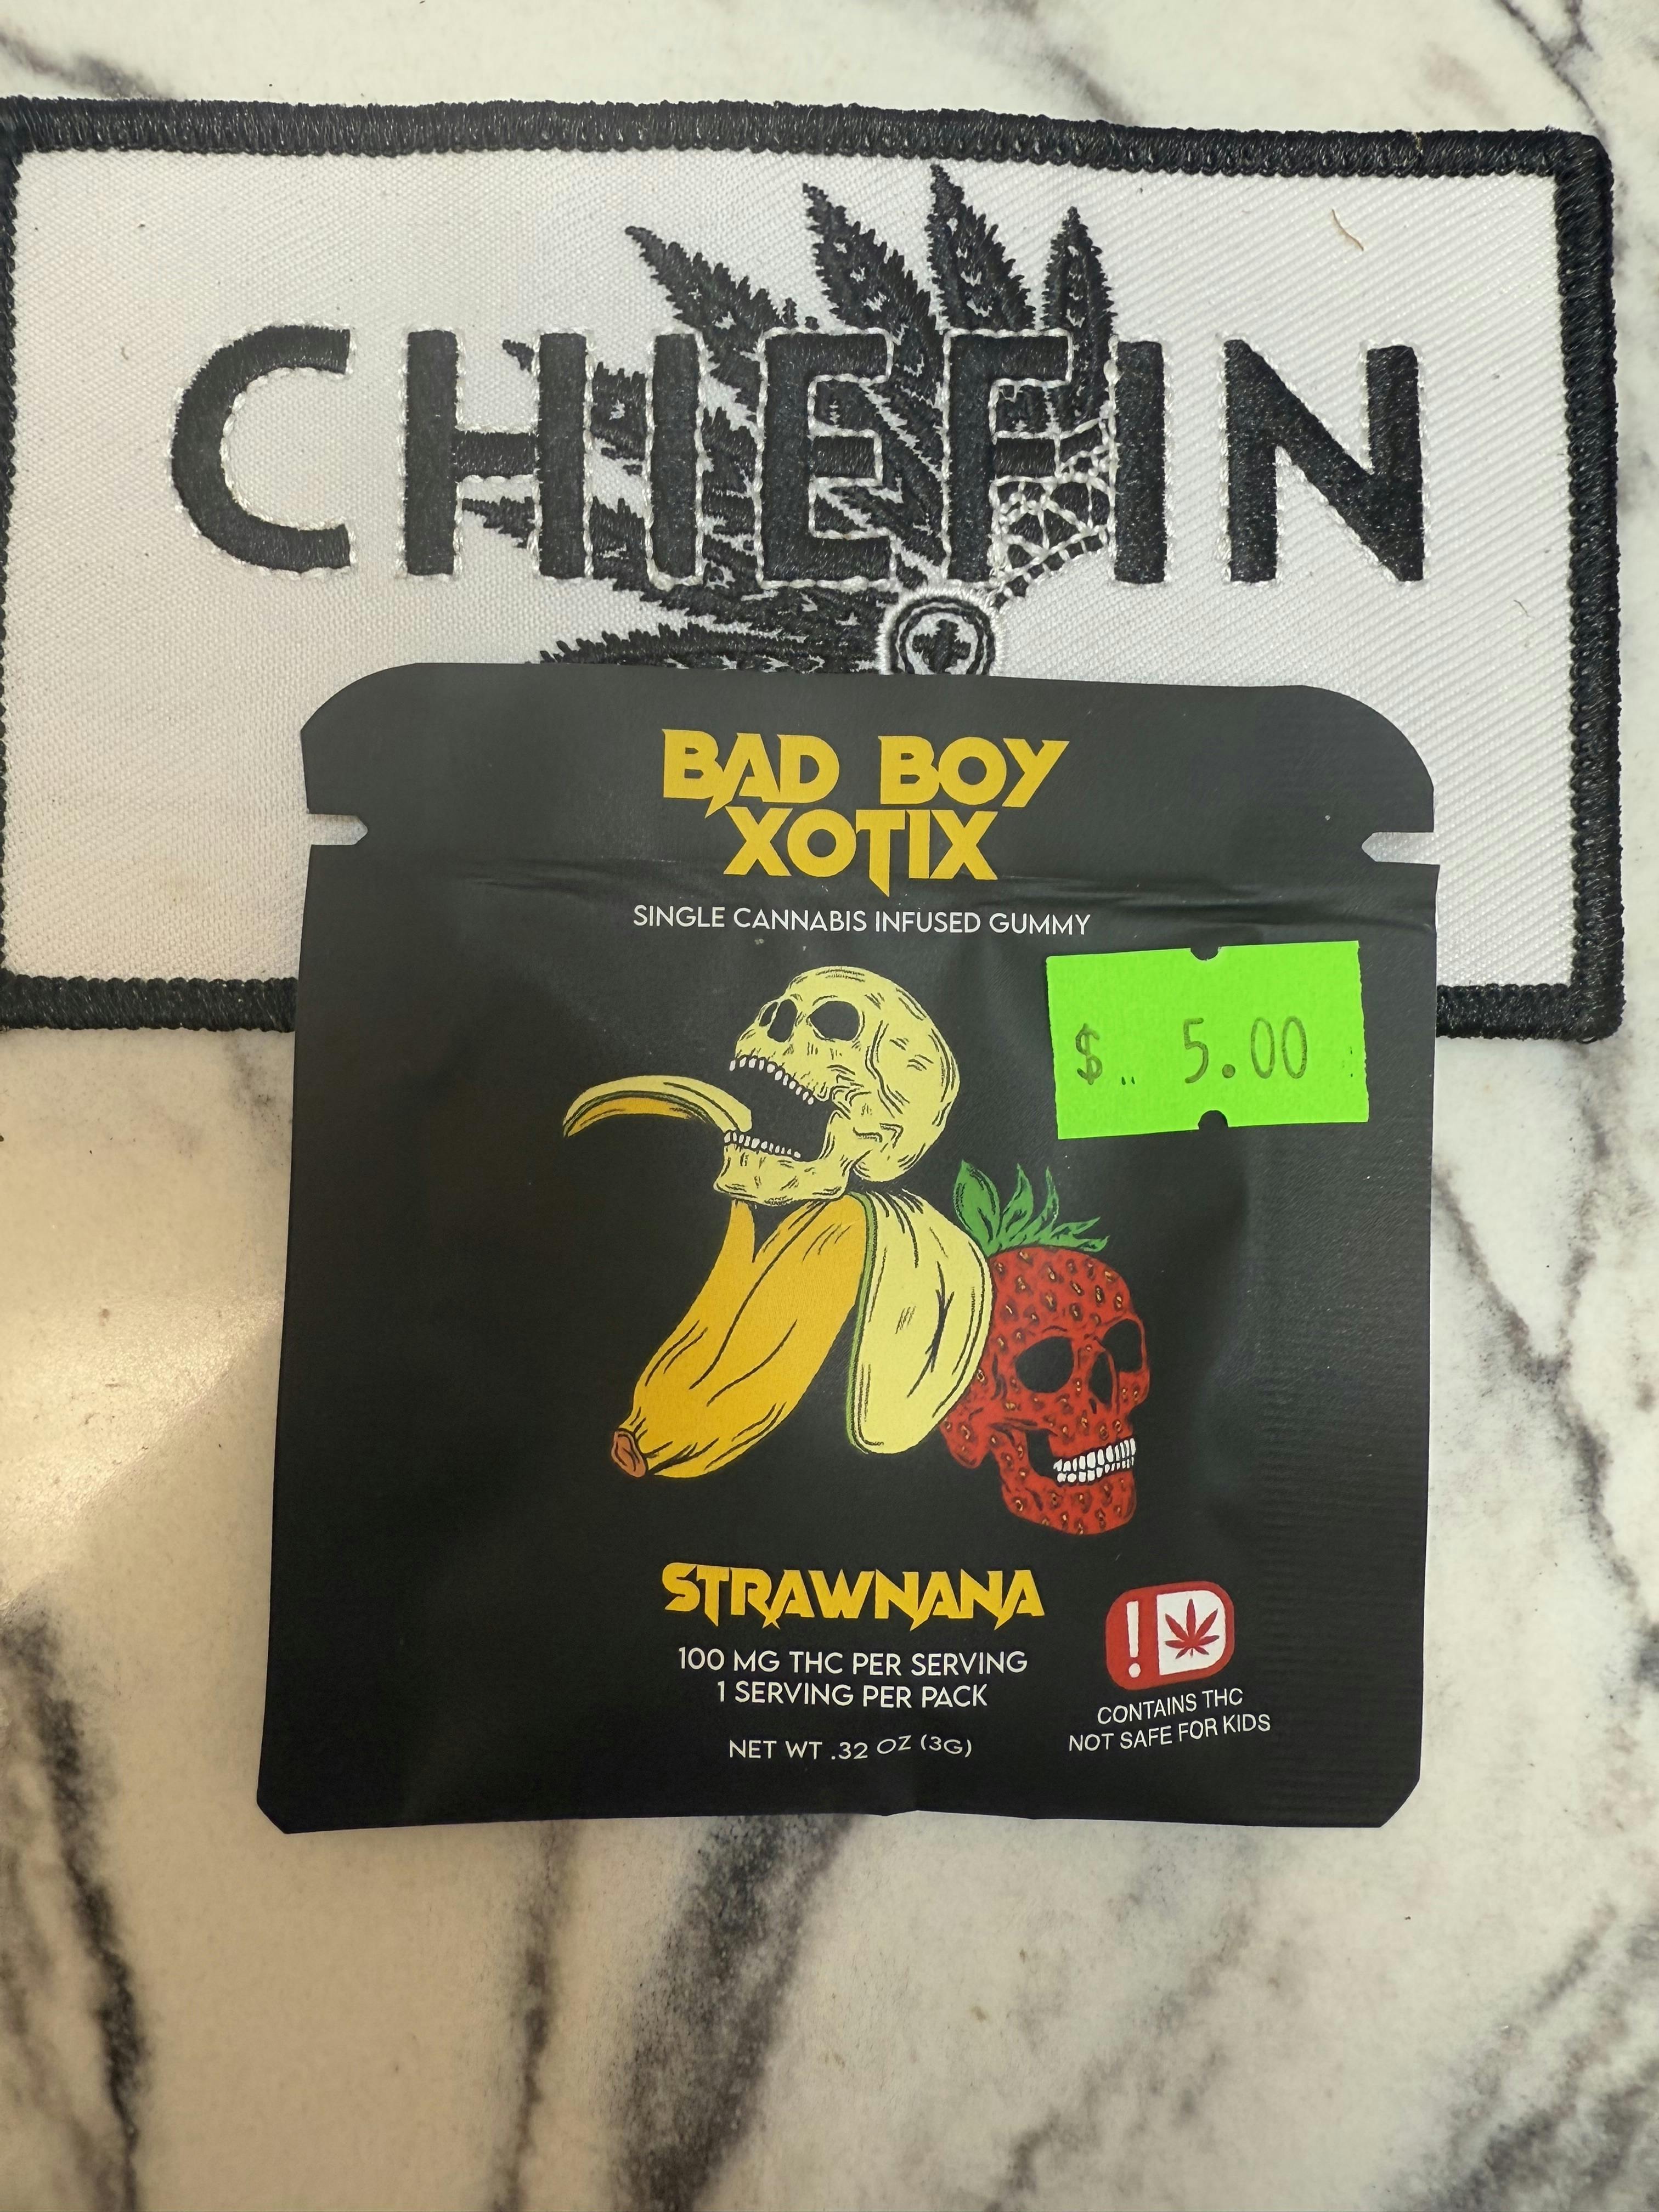 CHIEFIN
BAD BOY
XOTIX
SINGLE CANNABIS INFUSED GUMMY
$ 5.00
STRAWNANA
100 MG THC PER SERVING
1 SERVING PER PACK
NET WT .32 OZ (3G)
!
CONTAINS THC
NOT SAFE FOR KIDS